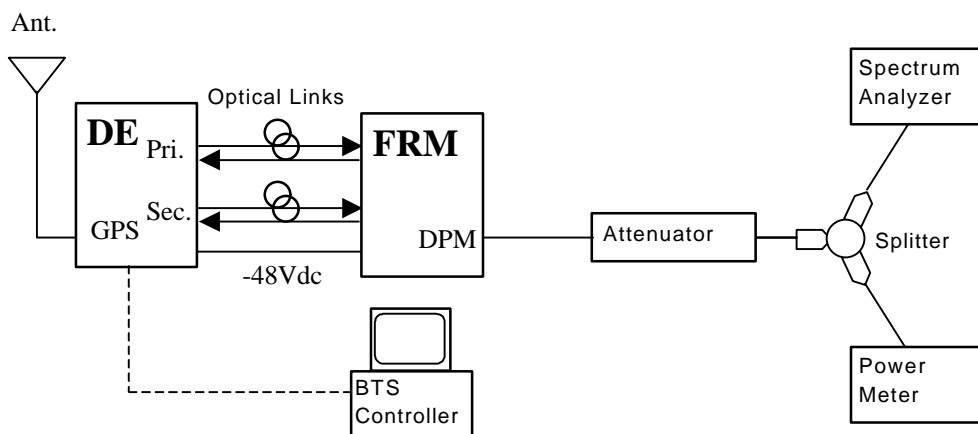 Ant.
Optical Links
DE
Pri.
Sec.
GPS
-48Vdc
FRM
DPM
Attenuator
Splitter
Spectrum
Analyzer
Power
Meter
BTS
Controller